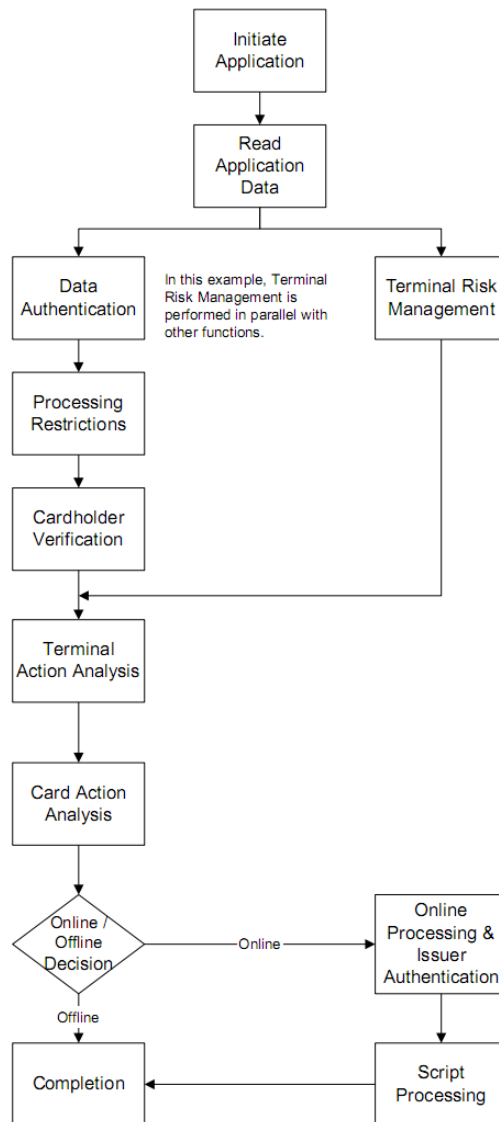 Initiate
Application
Read
Application
Data
Data
Authentication
In this example, Terminal
Risk Management is
performed in parallel with
other functions.
Terminal Risk
Management
Processing
Restrictions
Cardholder
Verification
Terminal
Action Analysis
Card Action
Analysis
Online /
Offline
Decision
Online
Online
Processing &
Issuer
Authentication
Offline
Completion
Script
Processing